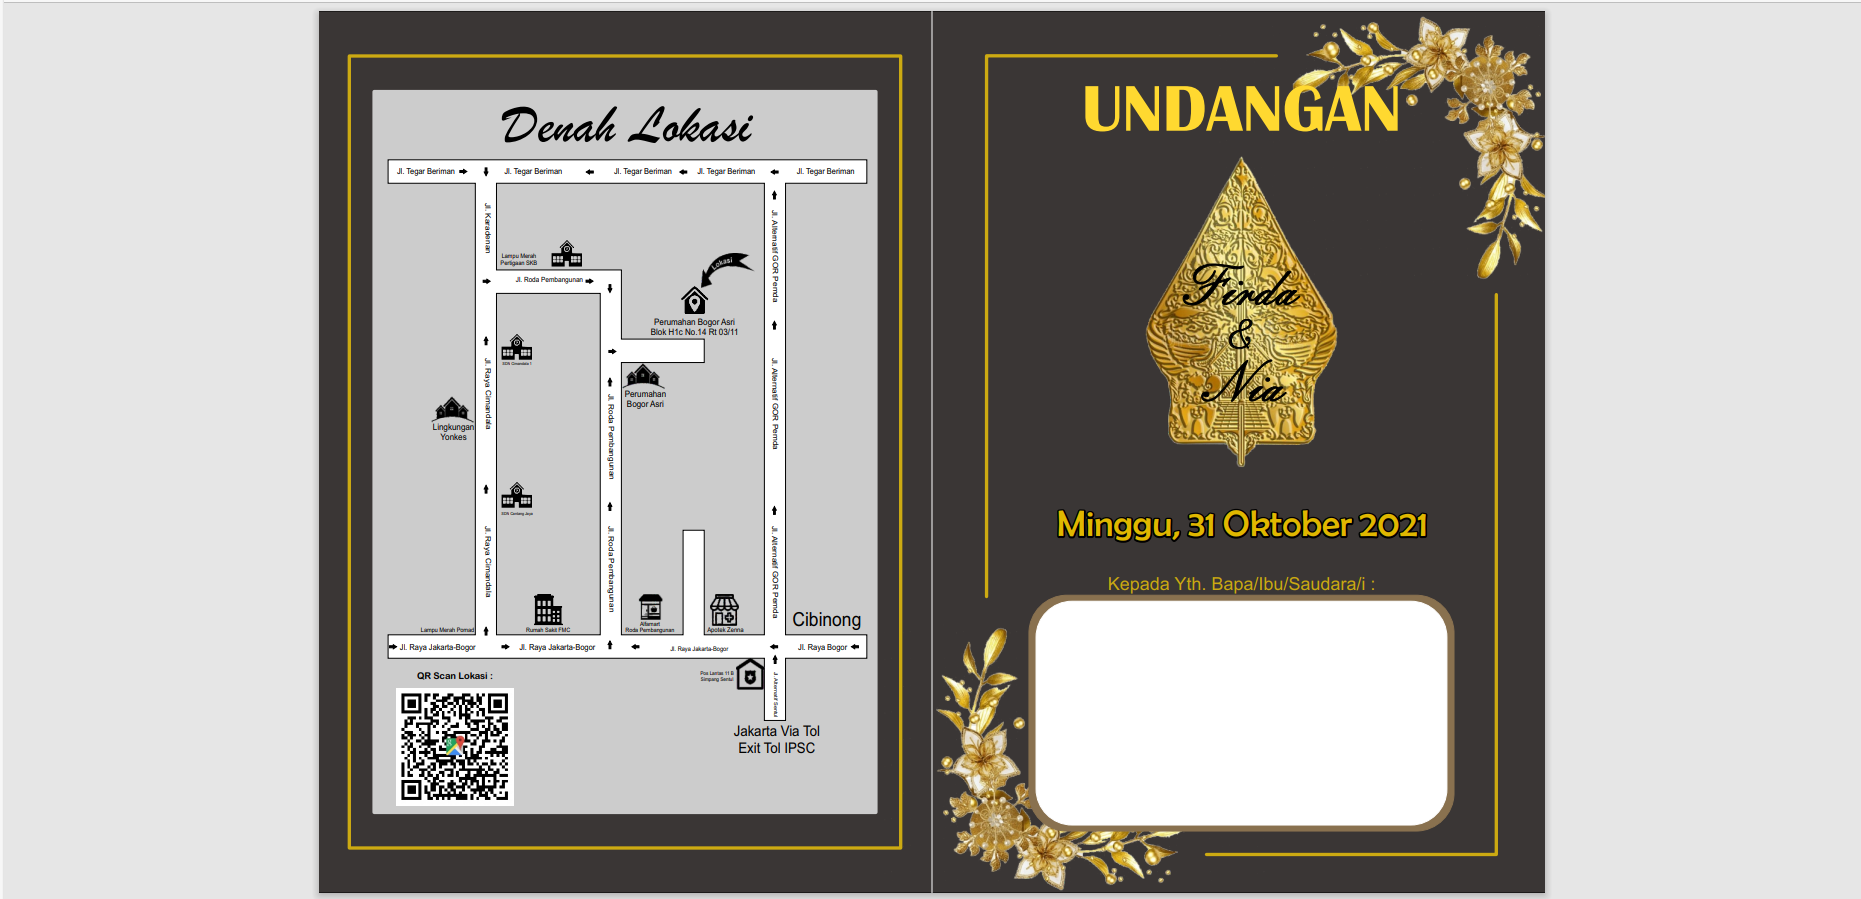 Denah Lokasi
Jl. Tegar Beriman
Jl. Tegar Beriman
Jl. Tegar Beriman
Jl. Tegar Beriman
Jl. Tegar Beriman
Jl. Karadenan
Jl. Alternatif GOR Pemda
Lampu Merah
Pertigaan SKB
Jl. Roda Pembangunan
Lokasi
Perumahan Bogor Asri
Blok H1c No.14 Rt 03/11
Jl. Raya Cimandala
Jl. Roda Pembangunan
Jl. Alternatif GOR Pemda
Perumahan
Bogor Asri
Lingkungan
Yonkes
Jl. Raya Cimandala
Jl. Roda Pembangunan
Jl. Alternatif GOR Pemda
Lampu Merah Pomad
Rumah Sakit FMC
Alfamart
Roda Pembangunan
Apotek Zenna
Cibinong
Jl. Raya Jakarta-Bogor
Jl. Raya Jakarta-Bogor
Jl. Raya Jakarta-Bogor
Jl. Raya Bogor
QR Scan Lokasi :
Pos Lantas 11 B
Simpang Sentul
Jl. Alternatif Sentul
Jakarta Via Tol
Exit Tol IPSC
UNDANGAN
Firda
&
Nia
Minggu, 31 Oktober 2021
Kepada Yth. Bapa/Ibu/Saudara/i :